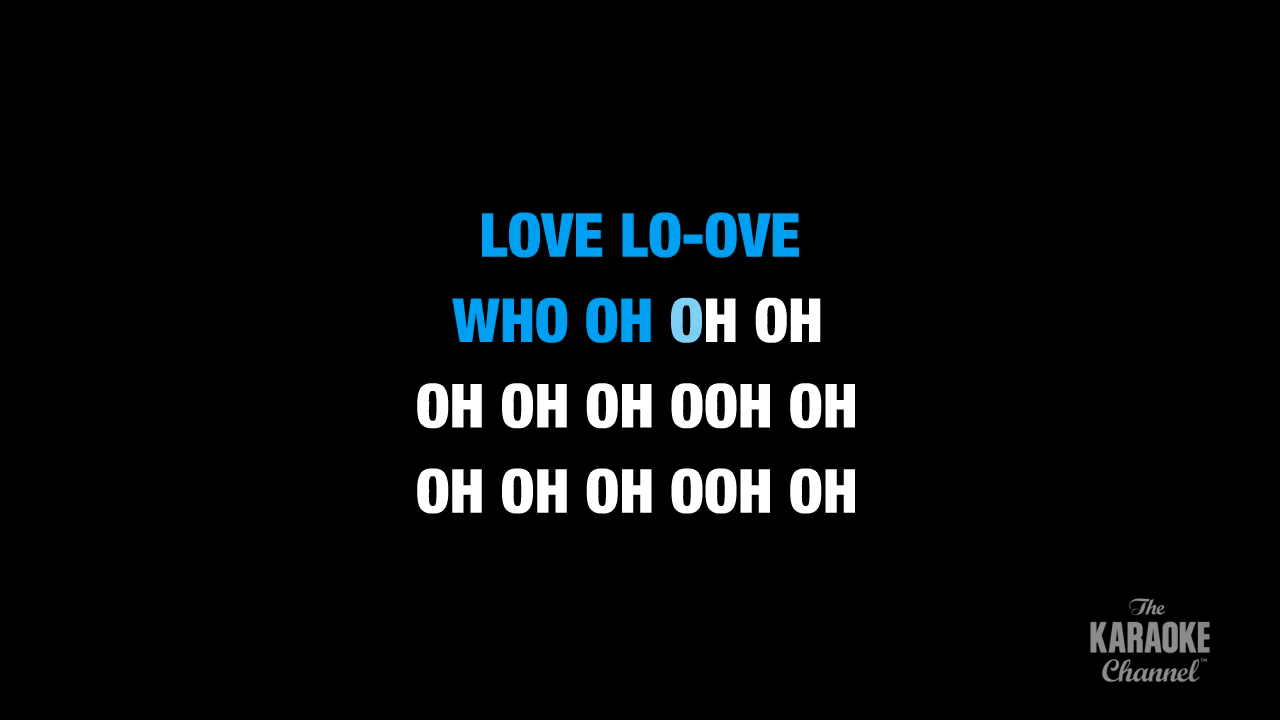 LOVE LO-OVE
WHO OH OH OH
OH OH OH OOH OH
OH OH OH OOH OH
The
KARAOKE
Channel™